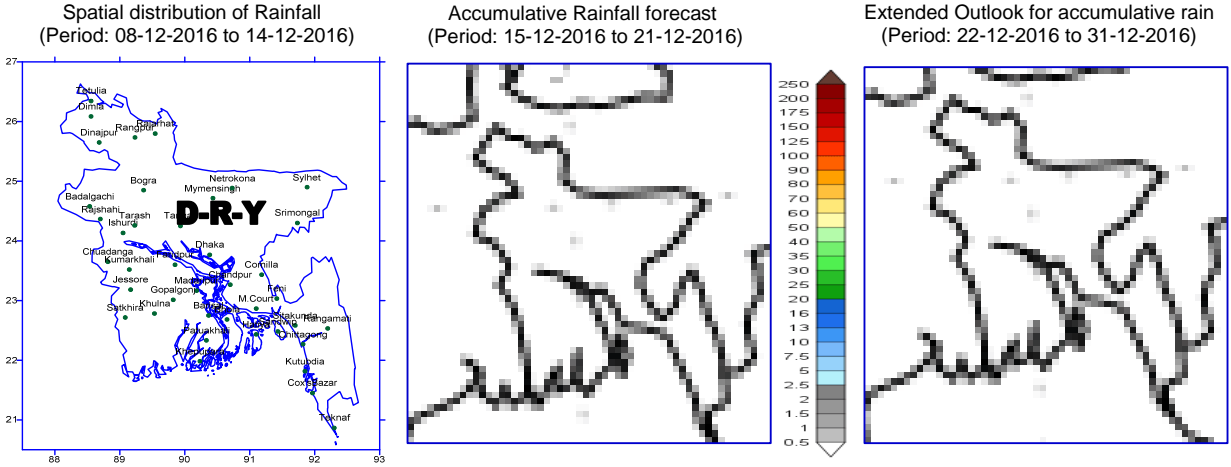 Spatial distribution of Rainfall
(Period: 08-12-2016 to 14-12-2016)
Accumulative Rainfall forecast
(Period: 15-12-2016 to 21-12-2016)
Extended Outlook for accumulative rain
(Period: 22-12-2016 to 31-12-2016)
27
26
25
24
23
22
21
88
89
90
91
92
93
Tetulia
Dimla
Rangpur
Rajarhat
Dinajpur
Bogra
Netrokona
Sylhet
Mymensingh
Badalgachi
Rajshahi
Tarash
D-R-Y
Srimongal
Ishurdi
Dhaka
Chuadanga
Faridpur
Kumarkhali
Comilla
Jessore
Chandpur
Gopalgonj
Feni
Khulna
M.Court
Satkhira
Sitakunda
Rangamati
Patuakhali
Chittagong
Kutubdia
Cox'sBazar
Teknaf
250
200
175
150
125
100
90
80
70
60
50
40
35
30
25
20
16
13
10
7.5
5
2.5
2
1.5
1
0.5